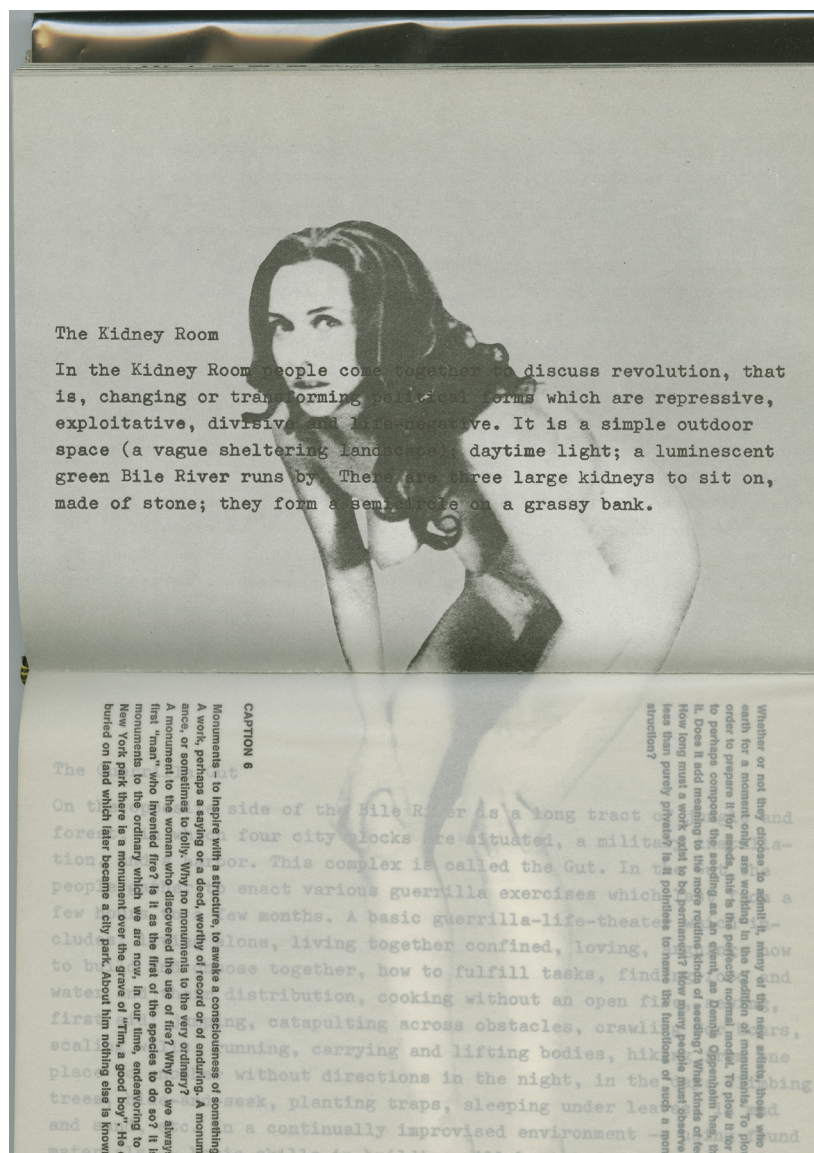 The Kidney Room
In the Kidney Room people come together to discuss revolution, that
is, changing or transforming political forms which are repressive,
exploitative, divisive and life-negative. It is a simple outdoor
space (a vague sheltering landscape); daytime light; a luminescent
green Bile River runs by. There are three large kidneys to sit on,
made of stone; they form a semicircle on a grassy bank.
Whether or not they choose to admit it, many of the new artists, those who
earth for a moment only, are working in the tradition of monuments. To plo
order to prepare it for seeds, this is the perfectly normal model. To plow it for
to perhaps compose the seeding as an event, as Dennis Oppenheim has, th
it. Does it add meaning to the more routine kinds of seeding? What kinds of fe
How long must a work exist to be permanent? How many people must observe
less than purely private? Is it pointless to name the functions of such a mon
struction?
CAPTION 6
Monuments – to inspire with a structure, to awake a consciousness of something
A work, perhaps a saying or a deed, worthy of record or of enduring. A monum
ance, or sometimes to folly. Why no monuments to the very ordinary?
A monument to the woman who discovered the use of fire? Why do we alway
first "man" who invented fire? Is it as the first of the species to do so? It i
monuments to the ordinary which we are now, in our time, endeavoring to
New York park there is a monument over the grave of "Tim, a good boy". He
buried on land which later became a city park. About him nothing else is know
The
On side of the Bile River is a long tract
four city blocks are situated, a
This complex is called the Gut. In
enact various guerrilla exercises which a
few few months. A basic guerrilla-life-theate
living together confined, loving, how
to together, how to fulfill tasks, and
distribution, cooking without an open
catapulting across obstacles,
running, carrying and lifting bodies,
without directions in the night, in the
seek, planting traps, sleeping under
and in a continually improvised environment